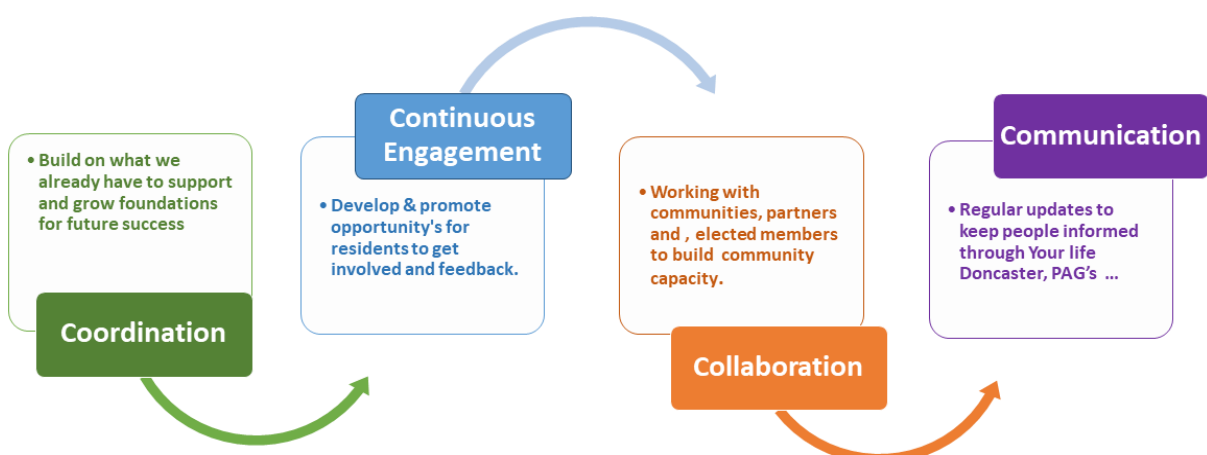 • Build on what we
already have to support
and grow foundations
for future success
Coordination
Continuous
Engagement
• Develop & promote
opportunity's for
residents to get
involved and feedback.
• Working with
communities, partners
and , elected members
to build community
capacity.
Collaboration
Communication
• Regular updates to
keep people informed
through Your life
Doncaster, PAG's ...